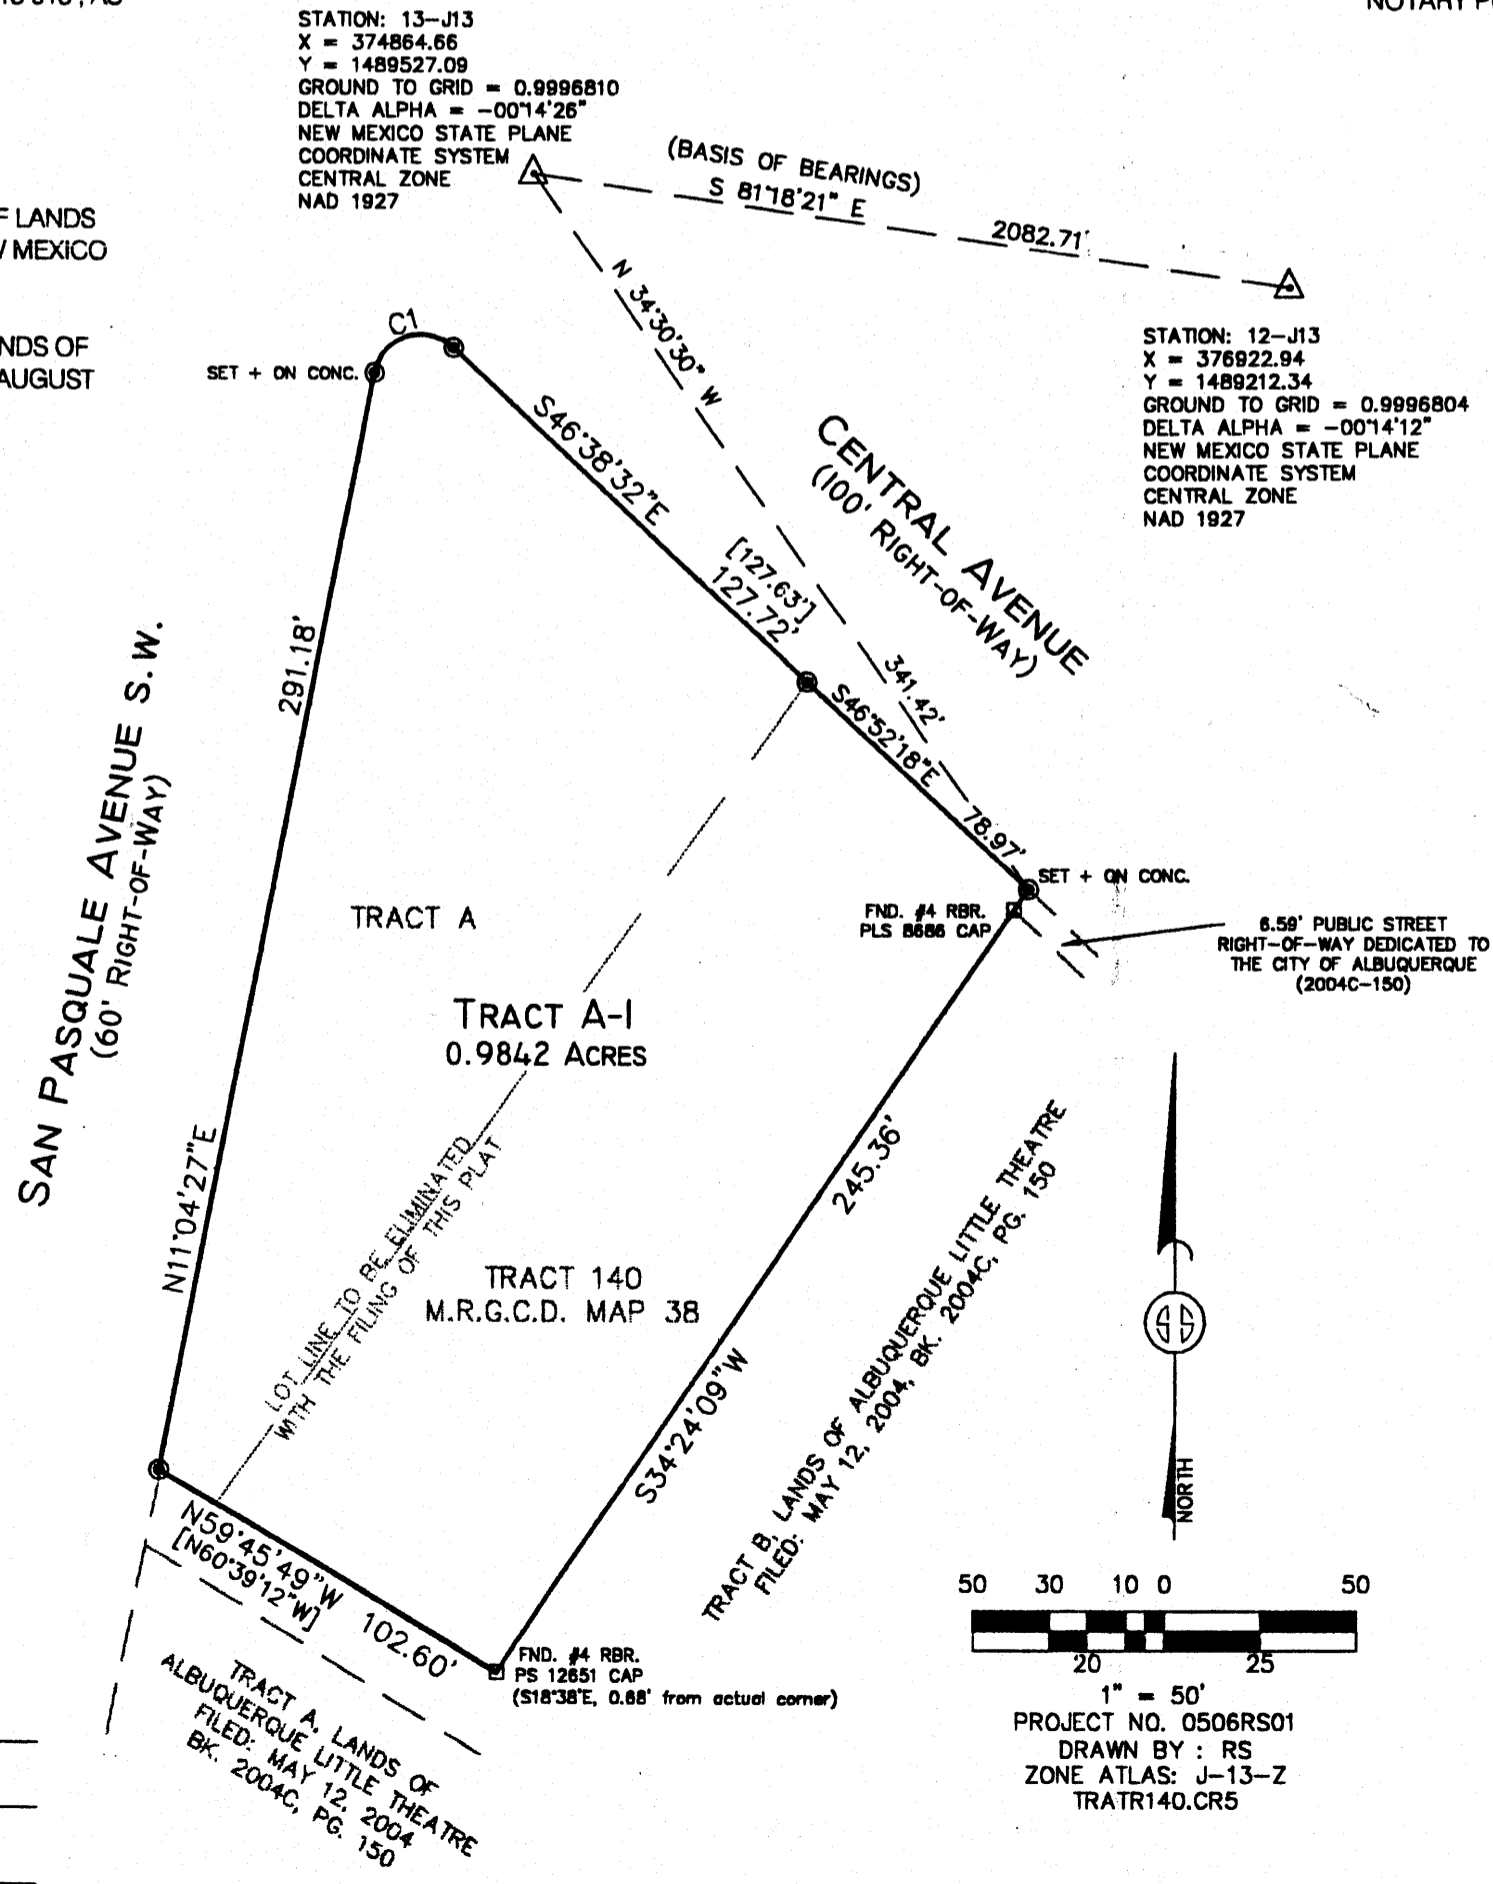 STATION: 13-J13
X = 374864.66
Y = 1489527.09
GROUND TO GRID = 0.9996810
DELTA ALPHA = -00°14'26"
NEW MEXICO STATE PLANE
COORDINATE SYSTEM
CENTRAL ZONE
NAD 1927
(BASIS OF BEARINGS)
S 81°18'21" E
2082.71'
LANDS
MEXICO
OF
AUGUST
STATION: 12-J13
X = 376922.94
Y = 1489212.34
GROUND TO GRID = 0.9996804
DELTA ALPHA = -00°14'12"
NEW MEXICO STATE PLANE
COORDINATE SYSTEM
CENTRAL ZONE
NAD 1927
N 34°30'30" W
341.42'
C1
SET + ON CONC.
S46°38'32"E
[127.63']
127.72'
CENTRAL AVENUE
(100' RIGHT-OF-WAY)
S46°52'18"E
78.97'
SET + ON CONC.
FND. #4 RBR.
PLS 8686 CAP
6.59' PUBLIC STREET
RIGHT-OF-WAY DEDICATED TO
THE CITY OF ALBUQUERQUE
(2004C-150)
291.18'
N11°04'27"E
SAN PASQUALE AVENUE S.W.
(60' RIGHT-OF-WAY)
TRACT A
TRACT A-1
0.9842 ACRES
LOT LINE TO BE ELIMINATED
WITH THE FILING OF THIS PLAT
TRACT 140
M.R.G.C.D. MAP 38
245.36'
S34°24'09"W
TRACT B, LANDS OF ALBUQUERQUE LITTLE THEATRE
FILED: MAY 12, 2004, BK. 2004C, PG. 150
N59°45'49"W 102.60'
[N60°39'12"W]
FND. #4 RBR.
PS 12651 CAP
(S18°38'E, 0.68' from actual corner)
TRACT A, LANDS OF
ALBUQUERQUE LITTLE THEATRE
FILED: MAY 12, 2004
BK. 2004C, PG. 150
NORTH
50 30 10 0 50
20 25
1" = 50'
PROJECT NO. 0506RS01
DRAWN BY : RS
ZONE ATLAS: J-13-Z
TRATR140.CR5